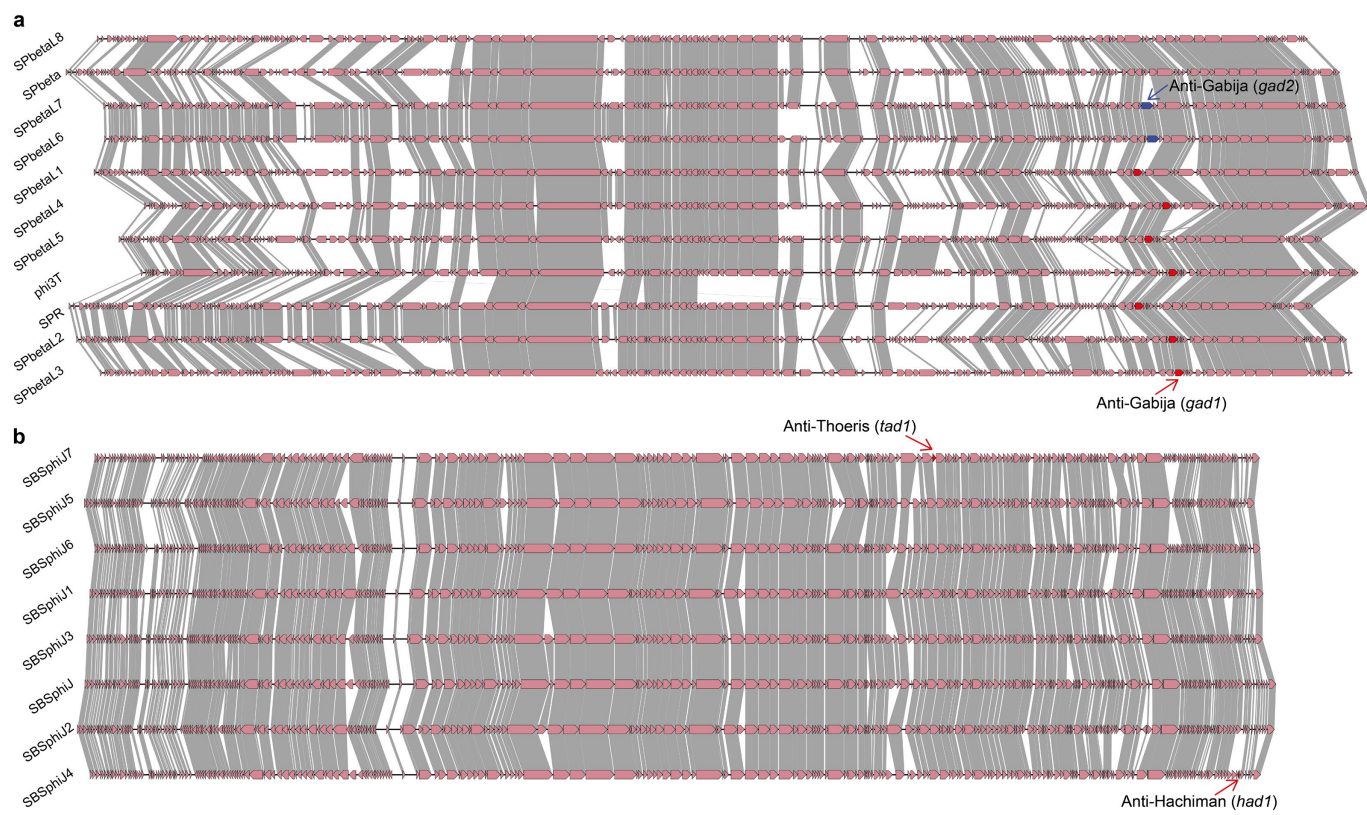 a
SPbetaL8
SPbeta
Anti-Gabija (gad2)
SPbetaL7
SPbetaL6
SPbetaL1
SPbetaL4
SPbetaL5
phi3T
SPR
SPbetaL2
SPbetaL3
Anti-Gabija (gad1)
b
Anti-Thoeris (tad1)
SBSphiJ7
SBSphiJ5
SBSphiJ6
SBSphiJ1
SBSphiJ3
SBSphiJ
SBSphiJ2
SBSphiJ4
Anti-Hachiman (had1)